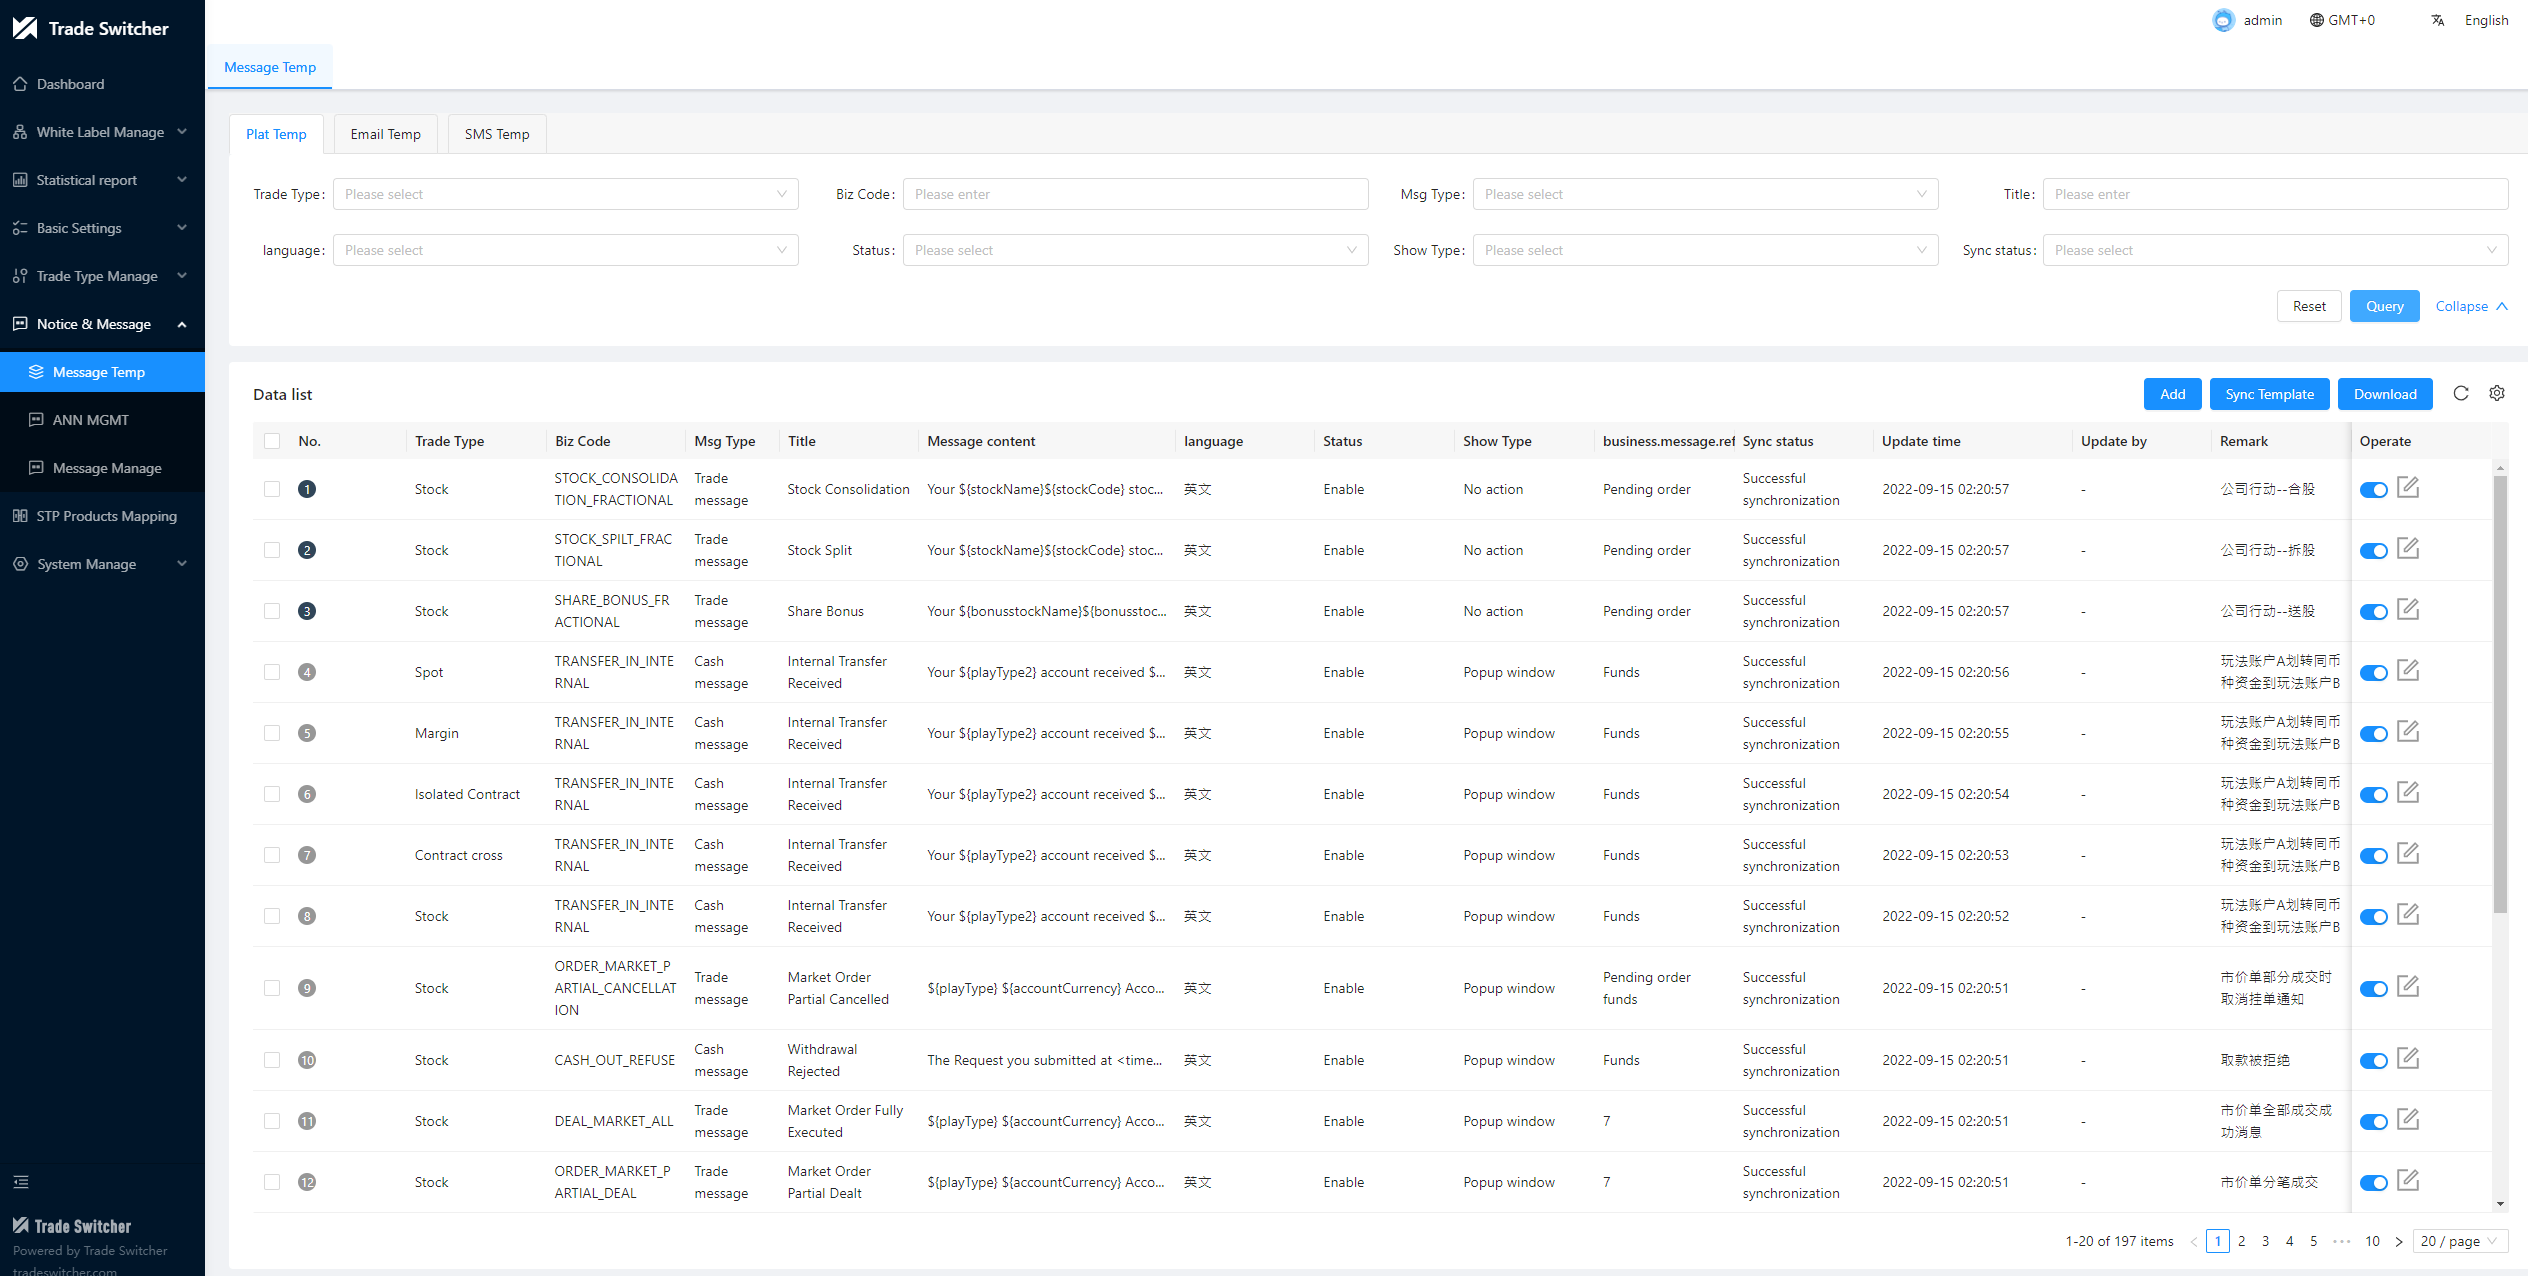 Trade Switcher
admin
GMT+0
English
Dashboard
White Label Manage
Statistical report
Basic Settings
Trade Type Manage
Notice & Message
Message Temp
ANN MGMT
Message Manage
STP Products Mapping
System Manage
Trade Switcher
Powered by Trade Switcher
tradeswitcher.com
Message Temp
Plat Temp Email Temp SMS Temp
Trade Type: Please select Biz Code: Please enter Msg Type: Please select Title: Please enter
language: Please select Status: Please select Show Type: Please select Sync status: Please select
Reset Query Collapse
Data list Add Sync Template Download
No. Trade Type Biz Code Msg Type Title Message content language Status Show Type business.message.ref Sync status Update time Update by Remark Operate
STOCK_CONSOLIDA Trade Successful
1 Stock Stock Consolidation Your ${stockName}${stockCode} stoc... 英文 Enable No action Pending order 2022-09-15 02:20:57 - 公司行动--合股
TION_FRACTIONAL message synchronization
STOCK_SPILT_FRAC Trade Successful
2 Stock Stock Split Your ${stockName}${stockCode} stoc... 英文 Enable No action Pending order 2022-09-15 02:20:57 - 公司行动--拆股
TIONAL message synchronization
SHARE_BONUS_FR Trade Successful
3 Stock Share Bonus Your ${bonusstockName}${bonusstoc... 英文 Enable No action Pending order 2022-09-15 02:20:57 - 公司行动--送股
ACTIONAL message synchronization
TRANSFER_IN_INTE Cash Internal Transfer Successful 玩法账户A划转同币
4 Spot Your ${playType2} account received $... 英文 Enable Popup window Funds 2022-09-15 02:20:56 -
RNAL message Received synchronization 种资金到玩法账户B
TRANSFER_IN_INTE Cash Internal Transfer Successful 玩法账户A划转同币
5 Margin Your ${playType2} account received $... 英文 Enable Popup window Funds 2022-09-15 02:20:55 -
RNAL message Received synchronization 种资金到玩法账户B
TRANSFER_IN_INTE Cash Internal Transfer Successful 玩法账户A划转同币
6 Isolated Contract Your ${playType2} account received $... 英文 Enable Popup window Funds 2022-09-15 02:20:54 -
RNAL message Received synchronization 种资金到玩法账户B
TRANSFER_IN_INTE Cash Internal Transfer Successful 玩法账户A划转同币
7 Contract cross Your ${playType2} account received $... 英文 Enable Popup window Funds 2022-09-15 02:20:53 -
RNAL message Received synchronization 种资金到玩法账户B
TRANSFER_IN_INTE Cash Internal Transfer Successful 玩法账户A划转同币
8 Stock Your ${playType2} account received $... 英文 Enable Popup window Funds 2022-09-15 02:20:52 -
RNAL message Received synchronization 种资金到玩法账户B
ORDER_MARKET_P Trade Market Order Pending order Successful 市价单部分成交时
9 Stock ARTIAL_CANCELLAT ${playType} ${accountCurrency} Acco... 英文 Enable Popup window 2022-09-15 02:20:51 -
ION message Partial Cancelled funds synchronization 取消挂单通知
Cash Withdrawal Successful
10 Stock CASH_OUT_REFUSE The Request you submitted at <time... 英文 Enable Popup window Funds 2022-09-15 02:20:51 - 取款被拒绝
message Rejected synchronization
Trade Market Order Fully Successful 市价单全部成交成
11 Stock DEAL_MARKET_ALL ${playType} ${accountCurrency} Acco... 英文 Enable Popup window 7 2022-09-15 02:20:51 -
message Executed synchronization 功消息
ORDER_MARKET_P Trade Market Order Successful
12 Stock ${playType} ${accountCurrency} Acco... 英文 Enable Popup window 7 2022-09-15 02:20:51 - 市价单分笔成交
ARTIAL_DEAL message Partial Dealt synchronization
1-20 of 197 items < 1 2 3 4 5 ••• 10 > 20 / page